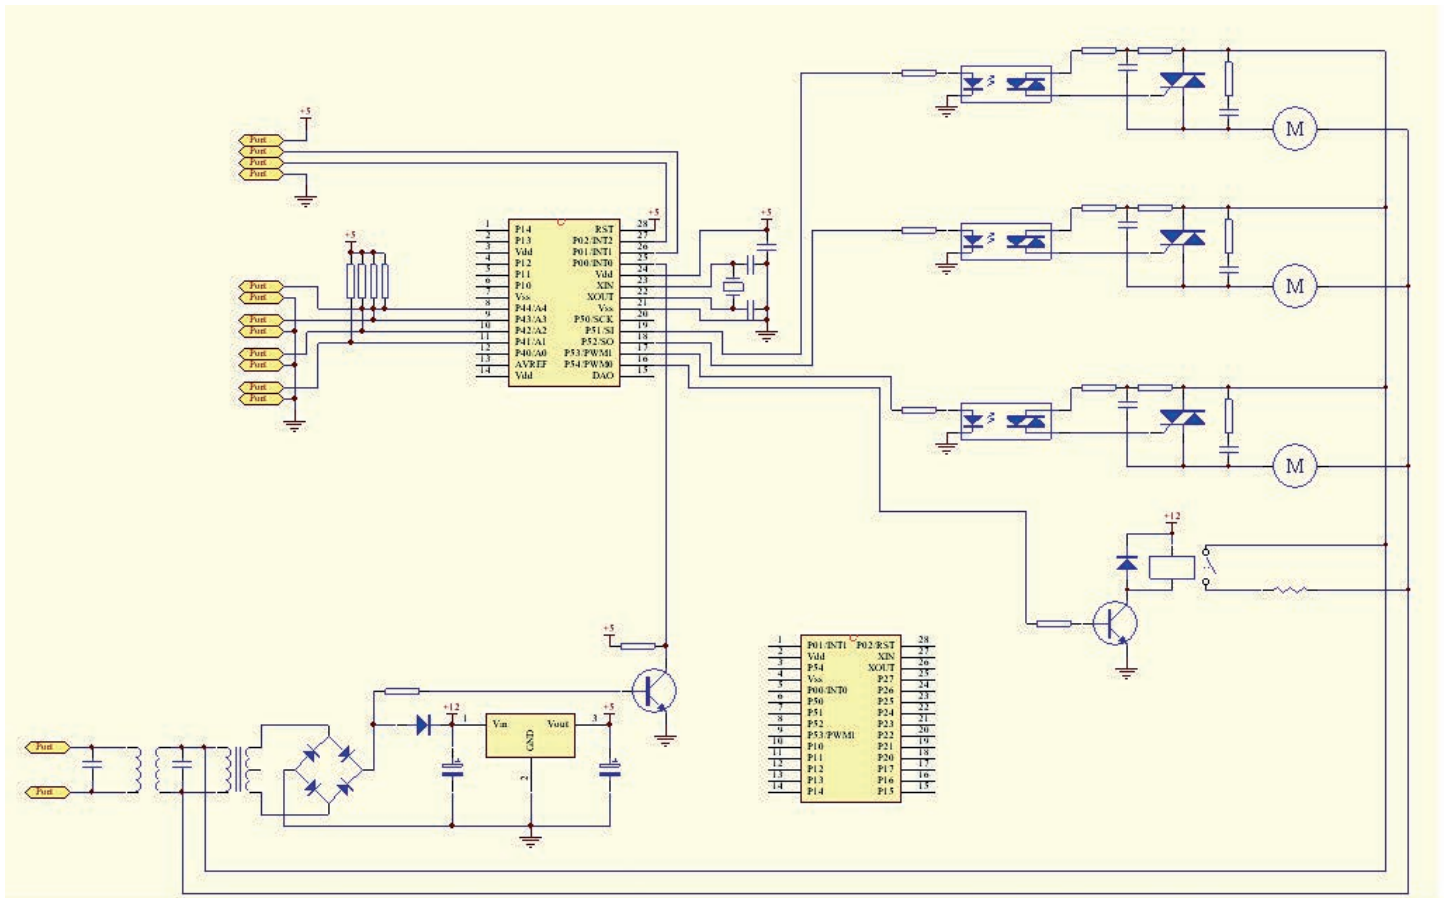 +5
Port
Port
Port
Port
+5
Port
Port
Port
Port
Port
Port
Port
Port
1 P14 RST 28 +5
2 P13 P02/INT2 27
3 Vdd P01/INT1 26
4 P12 P00/INT0 25
5 P11 Vdd 24
6 P10 XIN 23
7 Vss XOUT 22
8 P44/A4 Vss 21
9 P43/A3 P50/SCK 20
10 P42/A2 P51/SI 19
11 P41/A1 P52/SO 18
12 P40/A0 P53/PWM1 17
13 AVREF P54/PWM0 16
14 Vdd DAO 15
+5
M
M
M
+12
+5
1 P01/INT1 P02/RST 28
2 Vdd XIN 27
3 P54 XOUT 26
4 Vss P27 25
5 P00/INT0 P26 24
6 P50 P25 23
7 P51 P24 22
8 P52 P23 21
9 P53/PWM1 P22 20
10 P10 P21 19
11 P11 P20 18
12 P12 P17 17
13 P13 P16 16
14 P14 P15 15
+12 +5
1 Vin Vout 3
GND
2
Port
Port